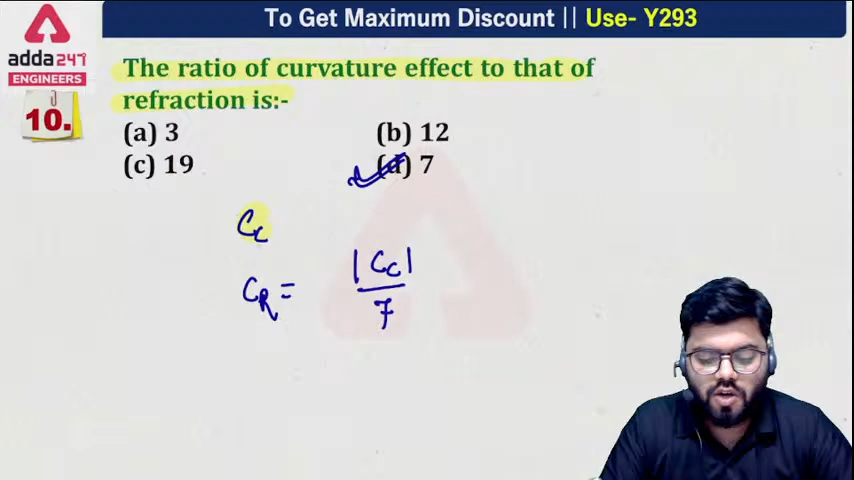 To Get Maximum Discount || Use- Y293
adda247
ENGINEERS
10.
The ratio of curvature effect to that of
refraction is:-
(a) 3 (b) 12
(c) 19 (d) 7
Cc
CR = |Cc|
7